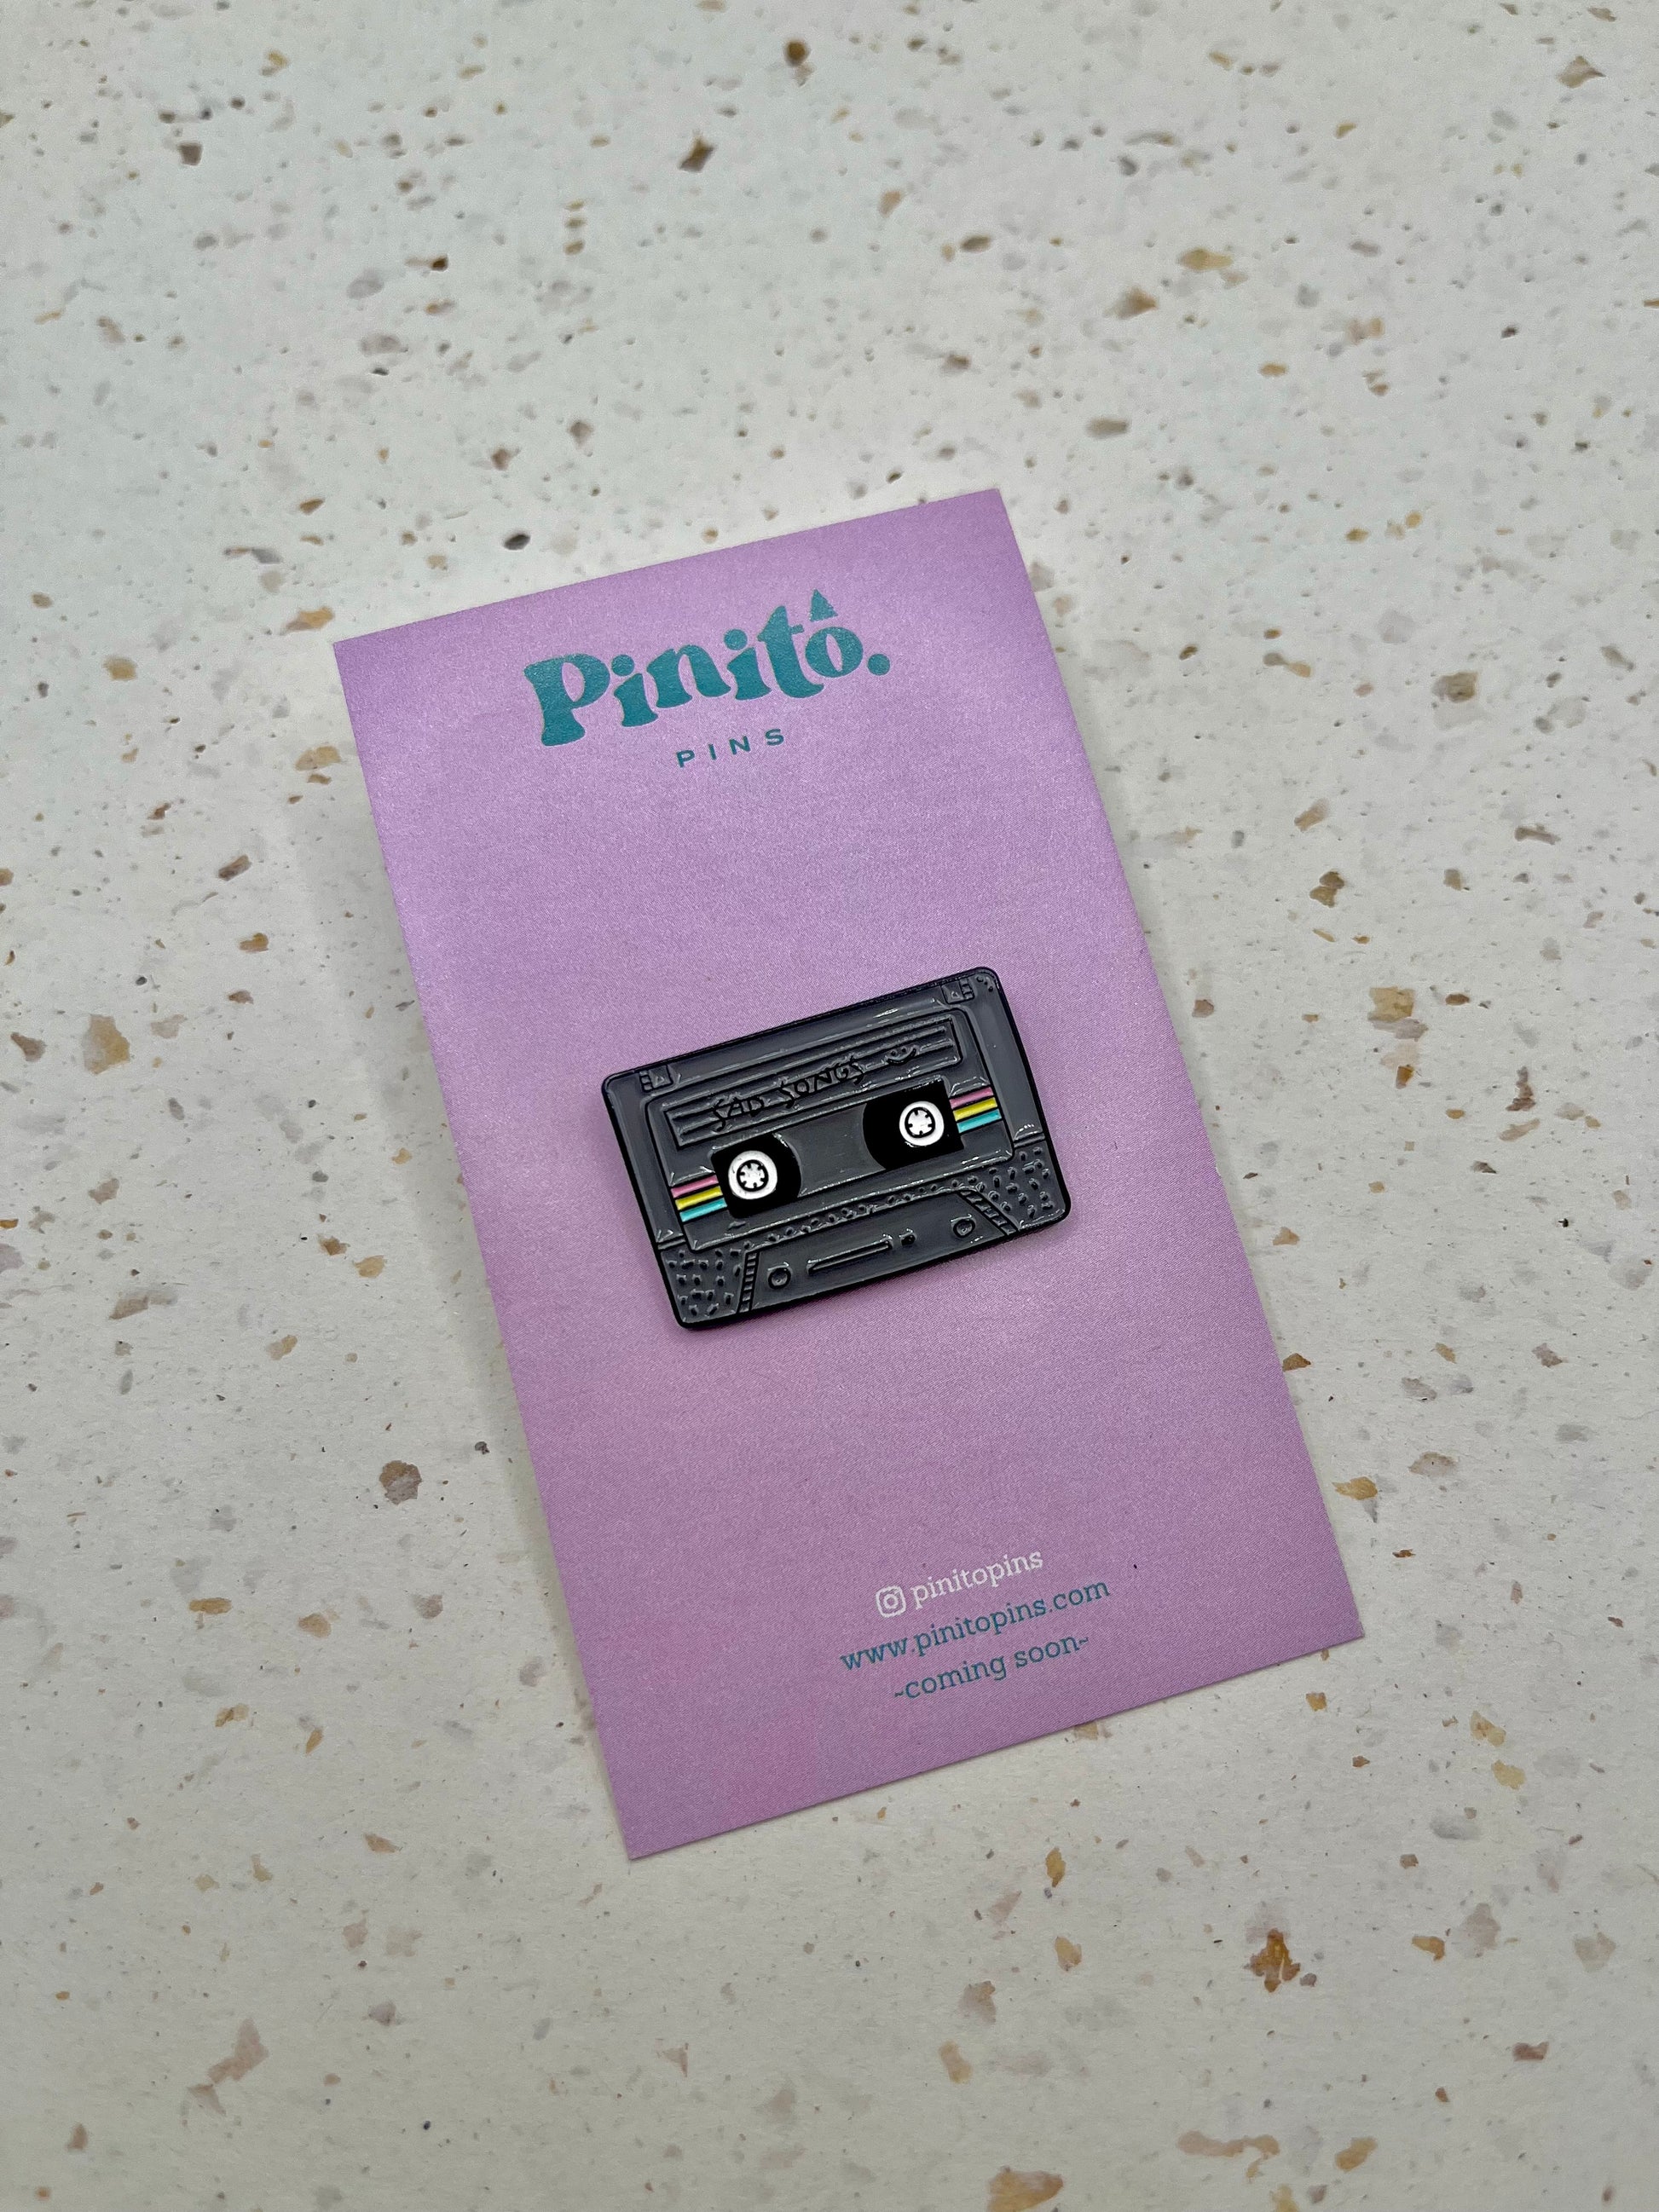 Pinito.
PINS
SAD SONGS
pinitopins
www.pinitopins.com
~coming soon~